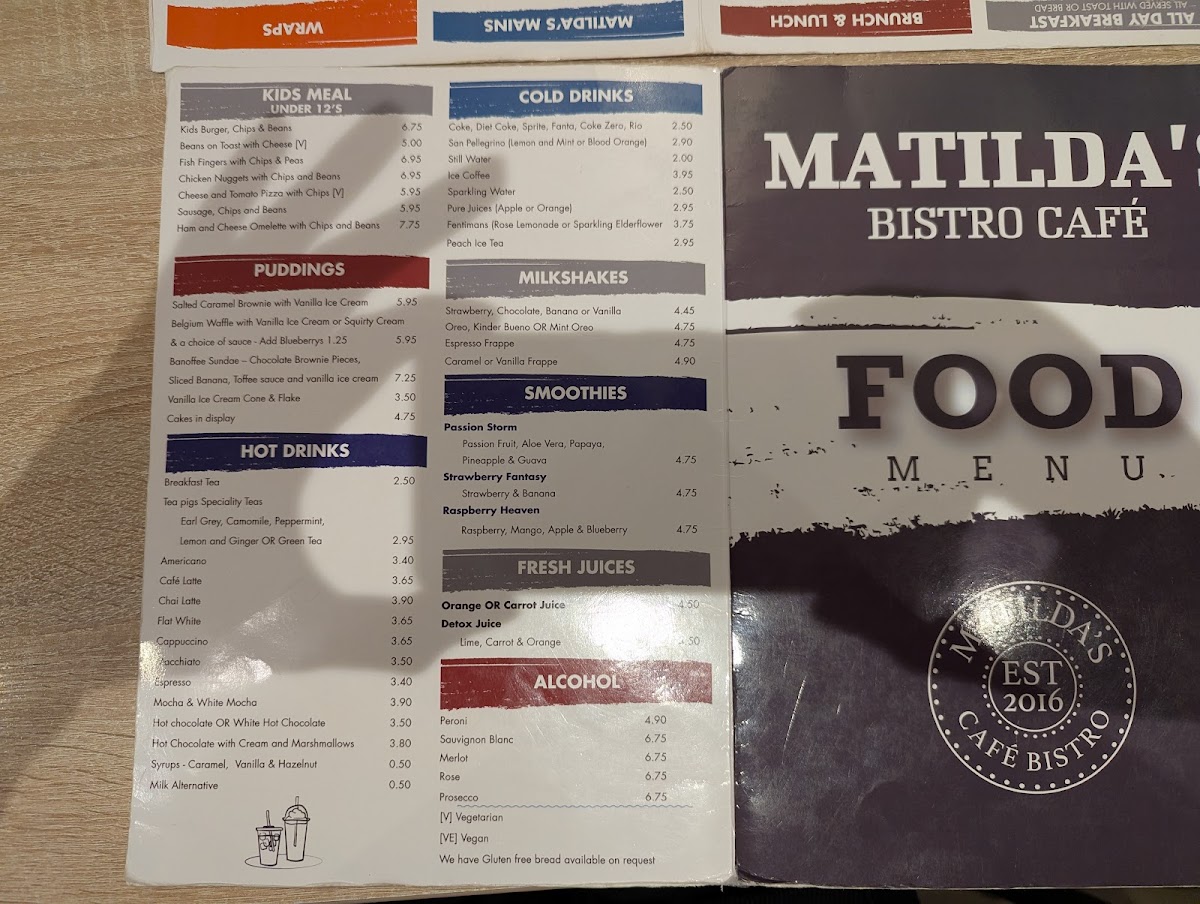 WRAPS
MATILDA'S MAINS
BRUNCH & LUNCH
ALL DAY BREAKFAST
– ALL SERVED WITH TOAST OR BREAD
KIDS MEAL
UNDER 12'S
Kids Burger, Chips & Beans 6.75
Beans on Toast with Cheese [V] 5.00
Fish Fingers with Chips & Peas 6.95
Chicken Nuggets with Chips and Beans 6.95
Cheese and Tomato Pizza with Chips [V] 5.95
Sausage, Chips and Beans 5.95
Ham and Cheese Omelette with Chips and Beans 7.75
PUDDINGS
Salted Caramel Brownie with Vanilla Ice Cream 5.95
Belgium Waffle with Vanilla Ice Cream or Squirty Cream
& a choice of sauce - Add Blueberrys 1.25 5.95
Banoffee Sundae – Chocolate Brownie Pieces,
Sliced Banana, Toffee sauce and vanilla ice cream 7.25
Vanilla Ice Cream Cone & Flake 3.50
Cakes in display 4.75
HOT DRINKS
Breakfast Tea 2.50
Tea pigs Speciality Teas
Earl Grey, Camomile, Peppermint,
Lemon and Ginger OR Green Tea 2.95
Americano 3.40
Café Latte 3.65
Chai Latte 3.90
Flat White 3.65
Cappuccino 3.65
Macchiato 3.50
Espresso 3.40
Mocha & White Mocha 3.90
Hot chocolate OR White Hot Chocolate 3.50
Hot Chocolate with Cream and Marshmallows 3.80
Syrups - Caramel, Vanilla & Hazelnut 0.50
Milk Alternative 0.50
COLD DRINKS
Coke, Diet Coke, Sprite, Fanta, Coke Zero, Rio 2.50
San Pellegrino (Lemon and Mint or Blood Orange) 2.90
Still Water 2.00
Ice Coffee 3.95
Sparkling Water 2.50
Pure Juices (Apple or Orange) 2.95
Fentimans (Rose Lemonade or Sparkling Elderflower 3.75
Peach Ice Tea 2.95
MILKSHAKES
Strawberry, Chocolate, Banana or Vanilla 4.45
Oreo, Kinder Bueno OR Mint Oreo 4.75
Espresso Frappe 4.75
Caramel or Vanilla Frappe 4.90
SMOOTHIES
Passion Storm
Passion Fruit, Aloe Vera, Papaya,
Pineapple & Guava 4.75
Strawberry Fantasy
Strawberry & Banana 4.75
Raspberry Heaven
Raspberry, Mango, Apple & Blueberry 4.75
FRESH JUICES
Orange OR Carrot Juice 4.50
Detox Juice
Lime, Carrot & Orange
ALCOHOL
Peroni 4.90
Sauvignon Blanc 6.75
Merlot 6.75
Rose 6.75
Prosecco 6.75
[V] Vegetarian
[VE] Vegan
We have Gluten free bread available on request
MATILDA'S
BISTRO CAFÉ
FOOD
MENU
MATILDA'S
EST
2016
CAFÉ BISTRO